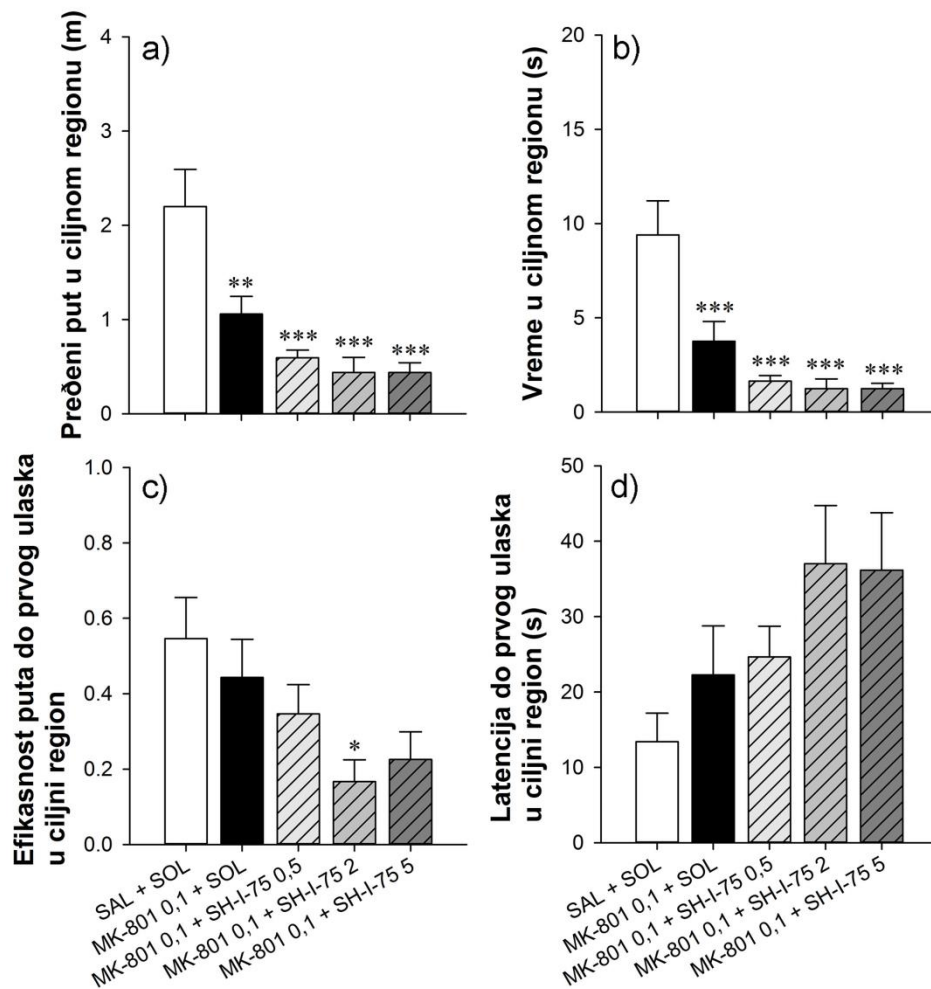 a)
Pređeni put u ciljnom regionu (m)
4
3
2
1
0
**
***
***
***
b)
Vreme u ciljnom regionu (s)
20
15
10
5
0
***
***
***
***
c)
Efikasnost puta do prvog ulaska
u ciljni region
1.0
0.8
0.6
0.4
0.2
0.0
*
SAL + SOL
MK-801 0,1 + SOL
MK-801 0,1 + SH-I-75 0,5
MK-801 0,1 + SH-I-75 2
MK-801 0,1 + SH-I-75 5
d)
Latencija do prvog ulaska
u ciljni region (s)
50
40
30
20
10
0
SAL + SOL
MK-801 0,1 + SOL
MK-801 0,1 + SH-I-75 0,5
MK-801 0,1 + SH-I-75 2
MK-801 0,1 + SH-I-75 5